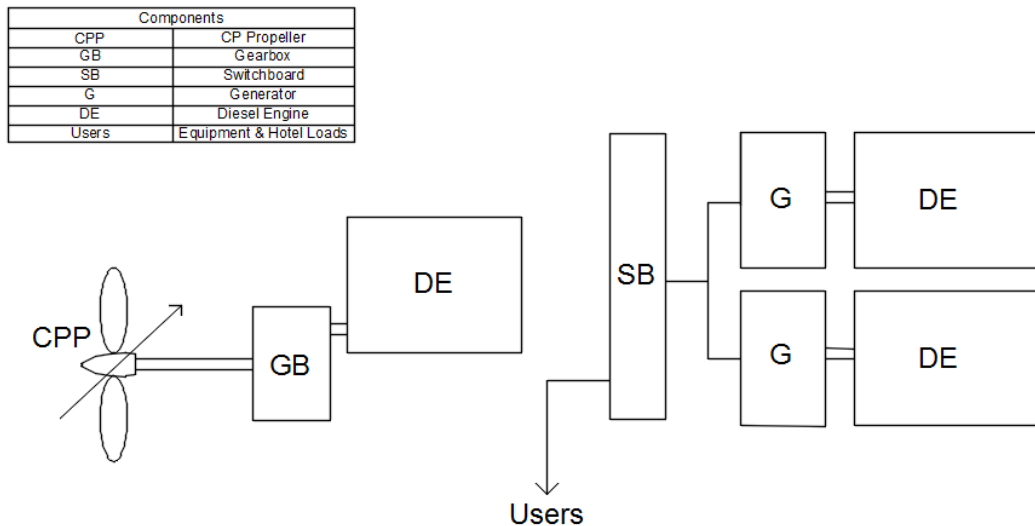 Components
CPP CP Propeller
GB Gearbox
SB Switchboard
G Generator
DE Diesel Engine
Users Equipment & Hotel Loads
G DE
DE SB
CPP GB G DE
Users